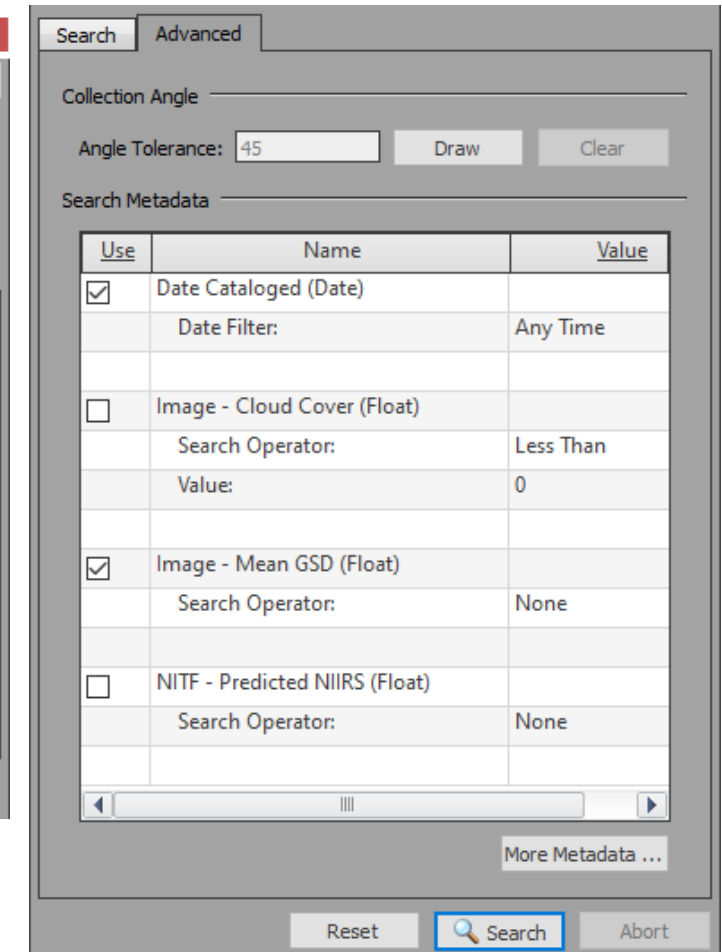 Search Advanced
Collection Angle
Angle Tolerance: 45 Draw Clear
Search Metadata
Use Name Value
Date Cataloged (Date)
Date Filter: Any Time
Image - Cloud Cover (Float)
Search Operator: Less Than
Value: 0
Image - Mean GSD (Float)
Search Operator: None
NITF - Predicted NIIRS (Float)
Search Operator: None
More Metadata ...
Reset Search Abort